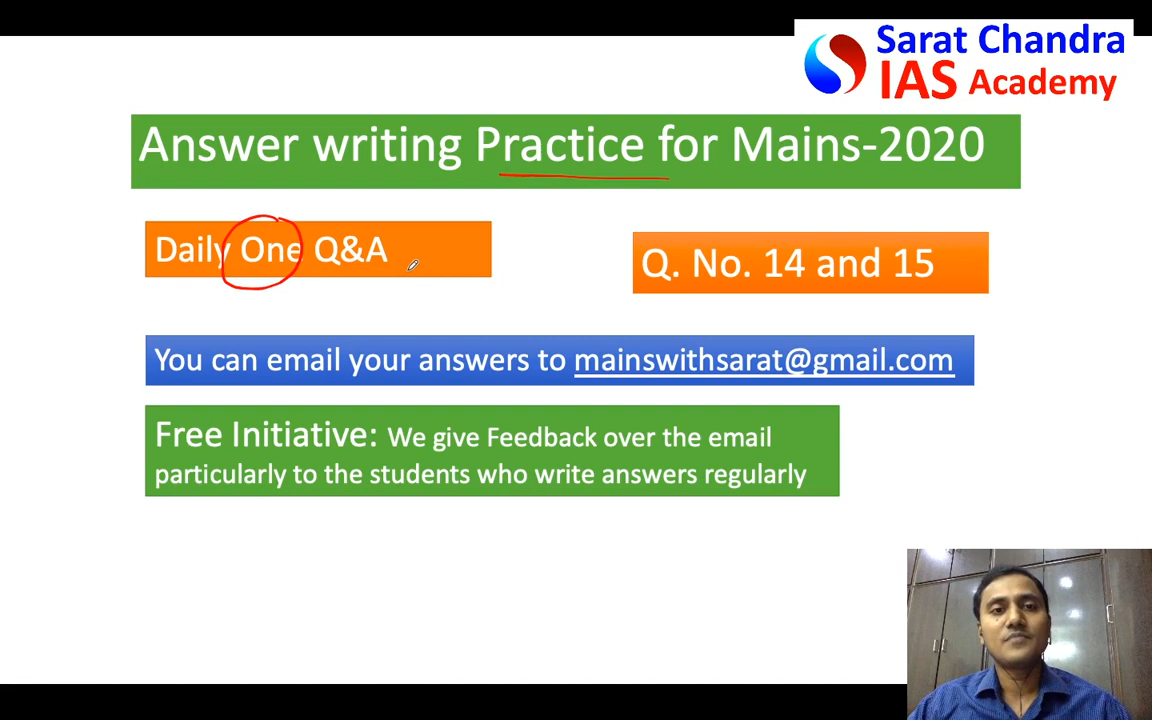 Sarat Chandra
IAS Academy
Answer writing Practice for Mains-2020
Daily One Q&A
Q. No. 14 and 15
You can email your answers to mainswithsarat@gmail.com
Free Initiative: We give Feedback over the email
particularly to the students who write answers regularly